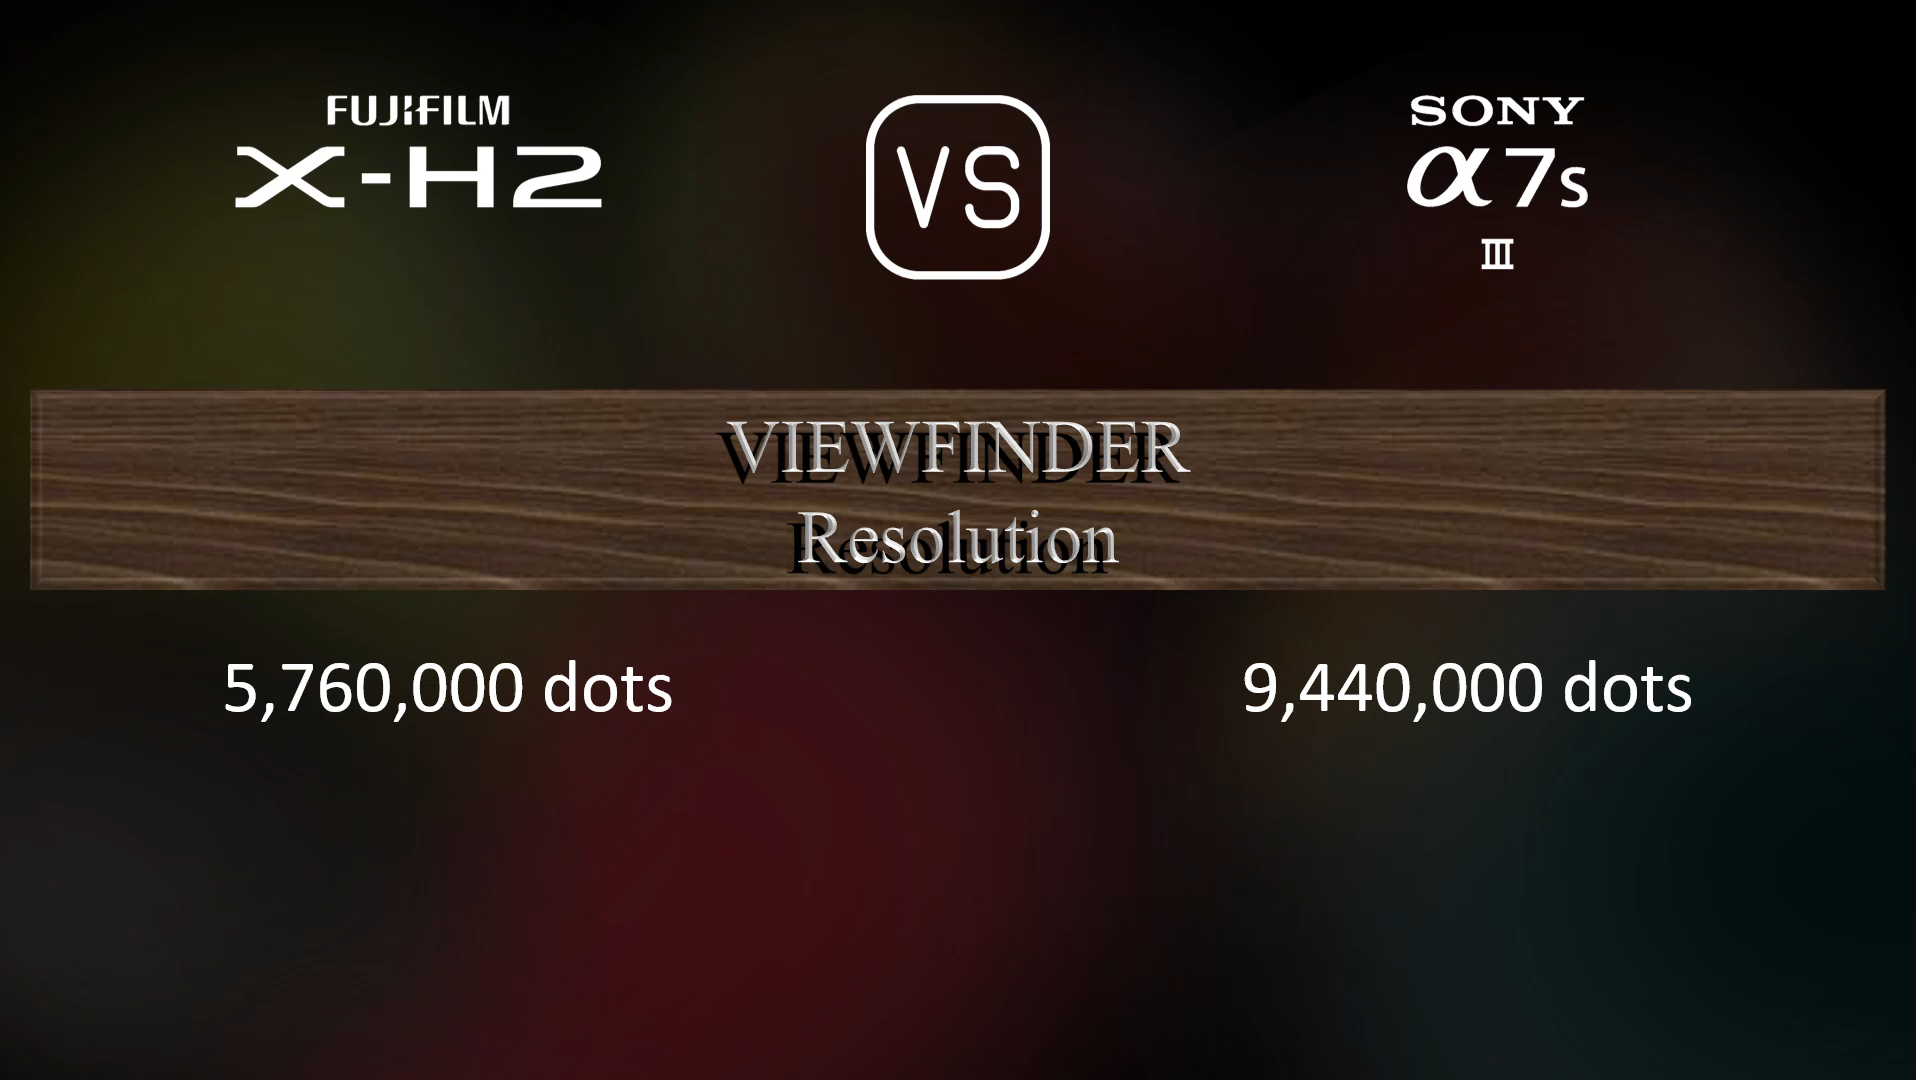 FUJIFILM
X-H2
VS
SONY
α7s
III
VIEWFINDER
Resolution
5,760,000 dots
9,440,000 dots